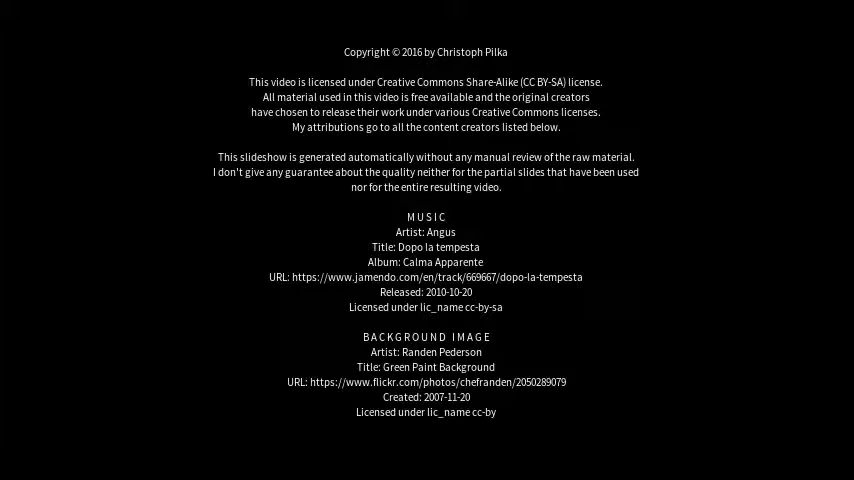 Copyright © 2016 by Christoph Pilka
This video is licensed under Creative Commons Share-Alike (CC BY-SA) license.
All material used in this video is free available and the original creators
have chosen to release their work under various Creative Commons licenses.
My attributions go to all the content creators listed below.
This slideshow is generated automatically without any manual review of the raw material.
I don't give any guarantee about the quality neither for the partial slides that have been used
nor for the entire resulting video.
M U S I C
Artist: Angus
Title: Dopo la tempesta
Album: Calma Apparente
URL: https://www.jamendo.com/en/track/669667/dopo-la-tempesta
Released: 2010-10-20
Licensed under lic_name cc-by-sa
B A C K G R O U N D   I M A G E
Artist: Randen Pederson
Title: Green Paint Background
URL: https://www.flickr.com/photos/chefranden/2050289079
Created: 2007-11-20
Licensed under lic_name cc-by